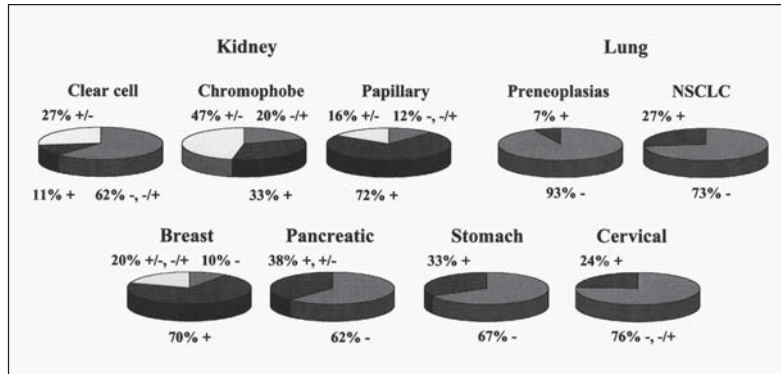 Kidney Lung
Clear cell Chromophobe Papillary Preneoplasias NSCLC
27% +/- 47% +/- 20% -/+ 16% +/- 12% -, -/+ 7% + 27% +
11% + 62% -, -/+ 33% + 72% + 93% - 73% -
Breast Pancreatic Stomach Cervical
20% +/-, -/+ 10% - 38% +, +/- 33% + 24% +
70% + 62% - 67% - 76% -, -/+